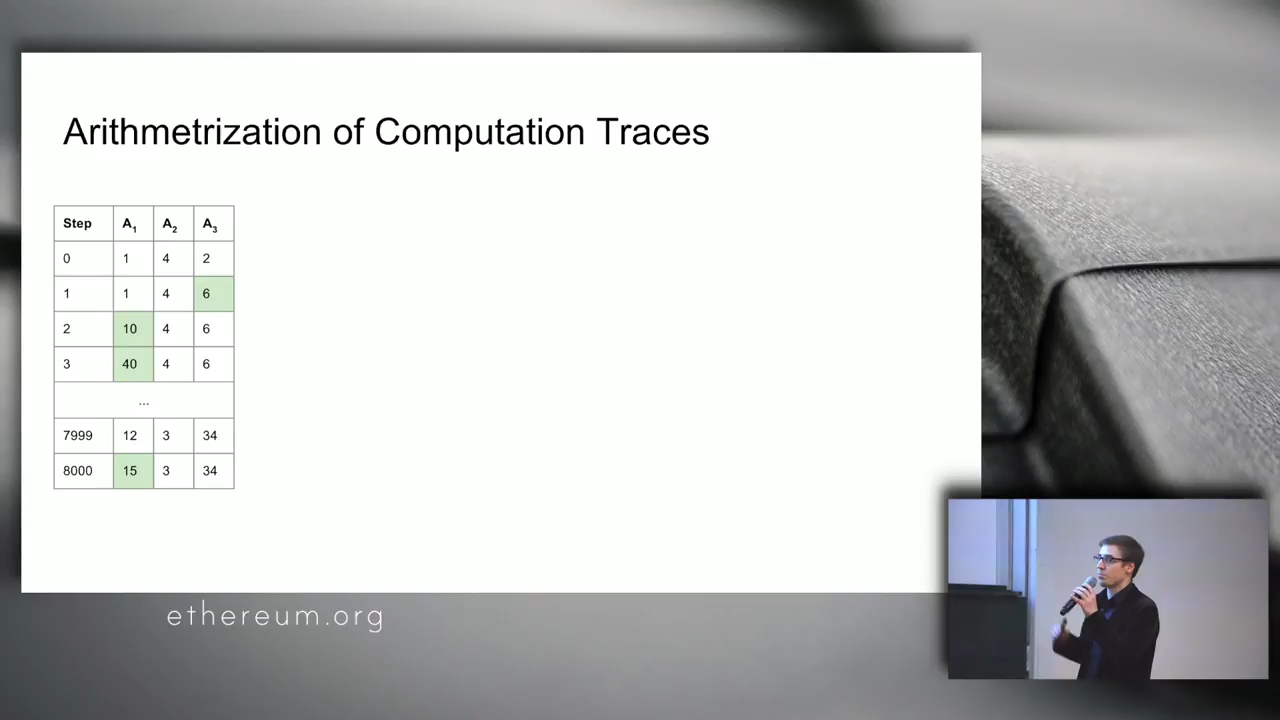 Arithmetrization of Computation Traces
Step A1 A2 A3
0 1 4 2
1 1 4 6
2 10 4 6
3 40 4 6
...
7999 12 3 34
8000 15 3 34
ethereum.org